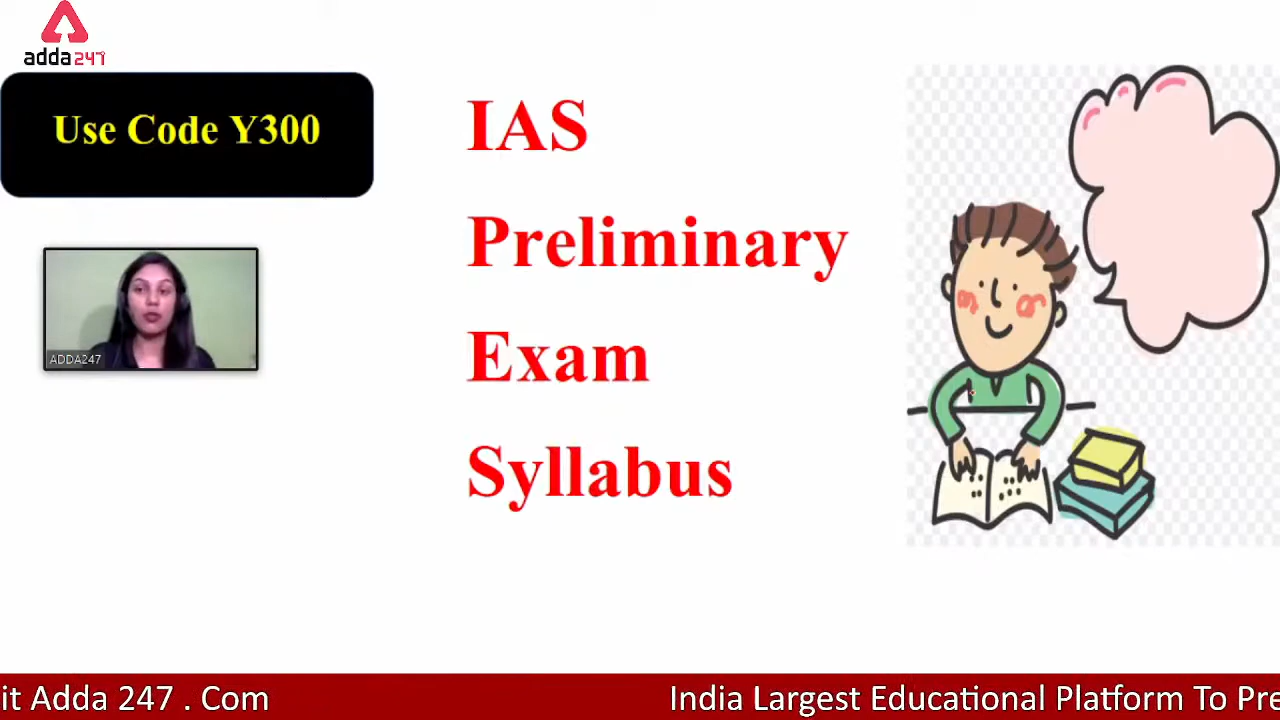 adda247
Use Code Y300
IAS
Preliminary
Exam
Syllabus
ADDA247
it Adda 247 . Com
India Largest Educational Platform To Pre